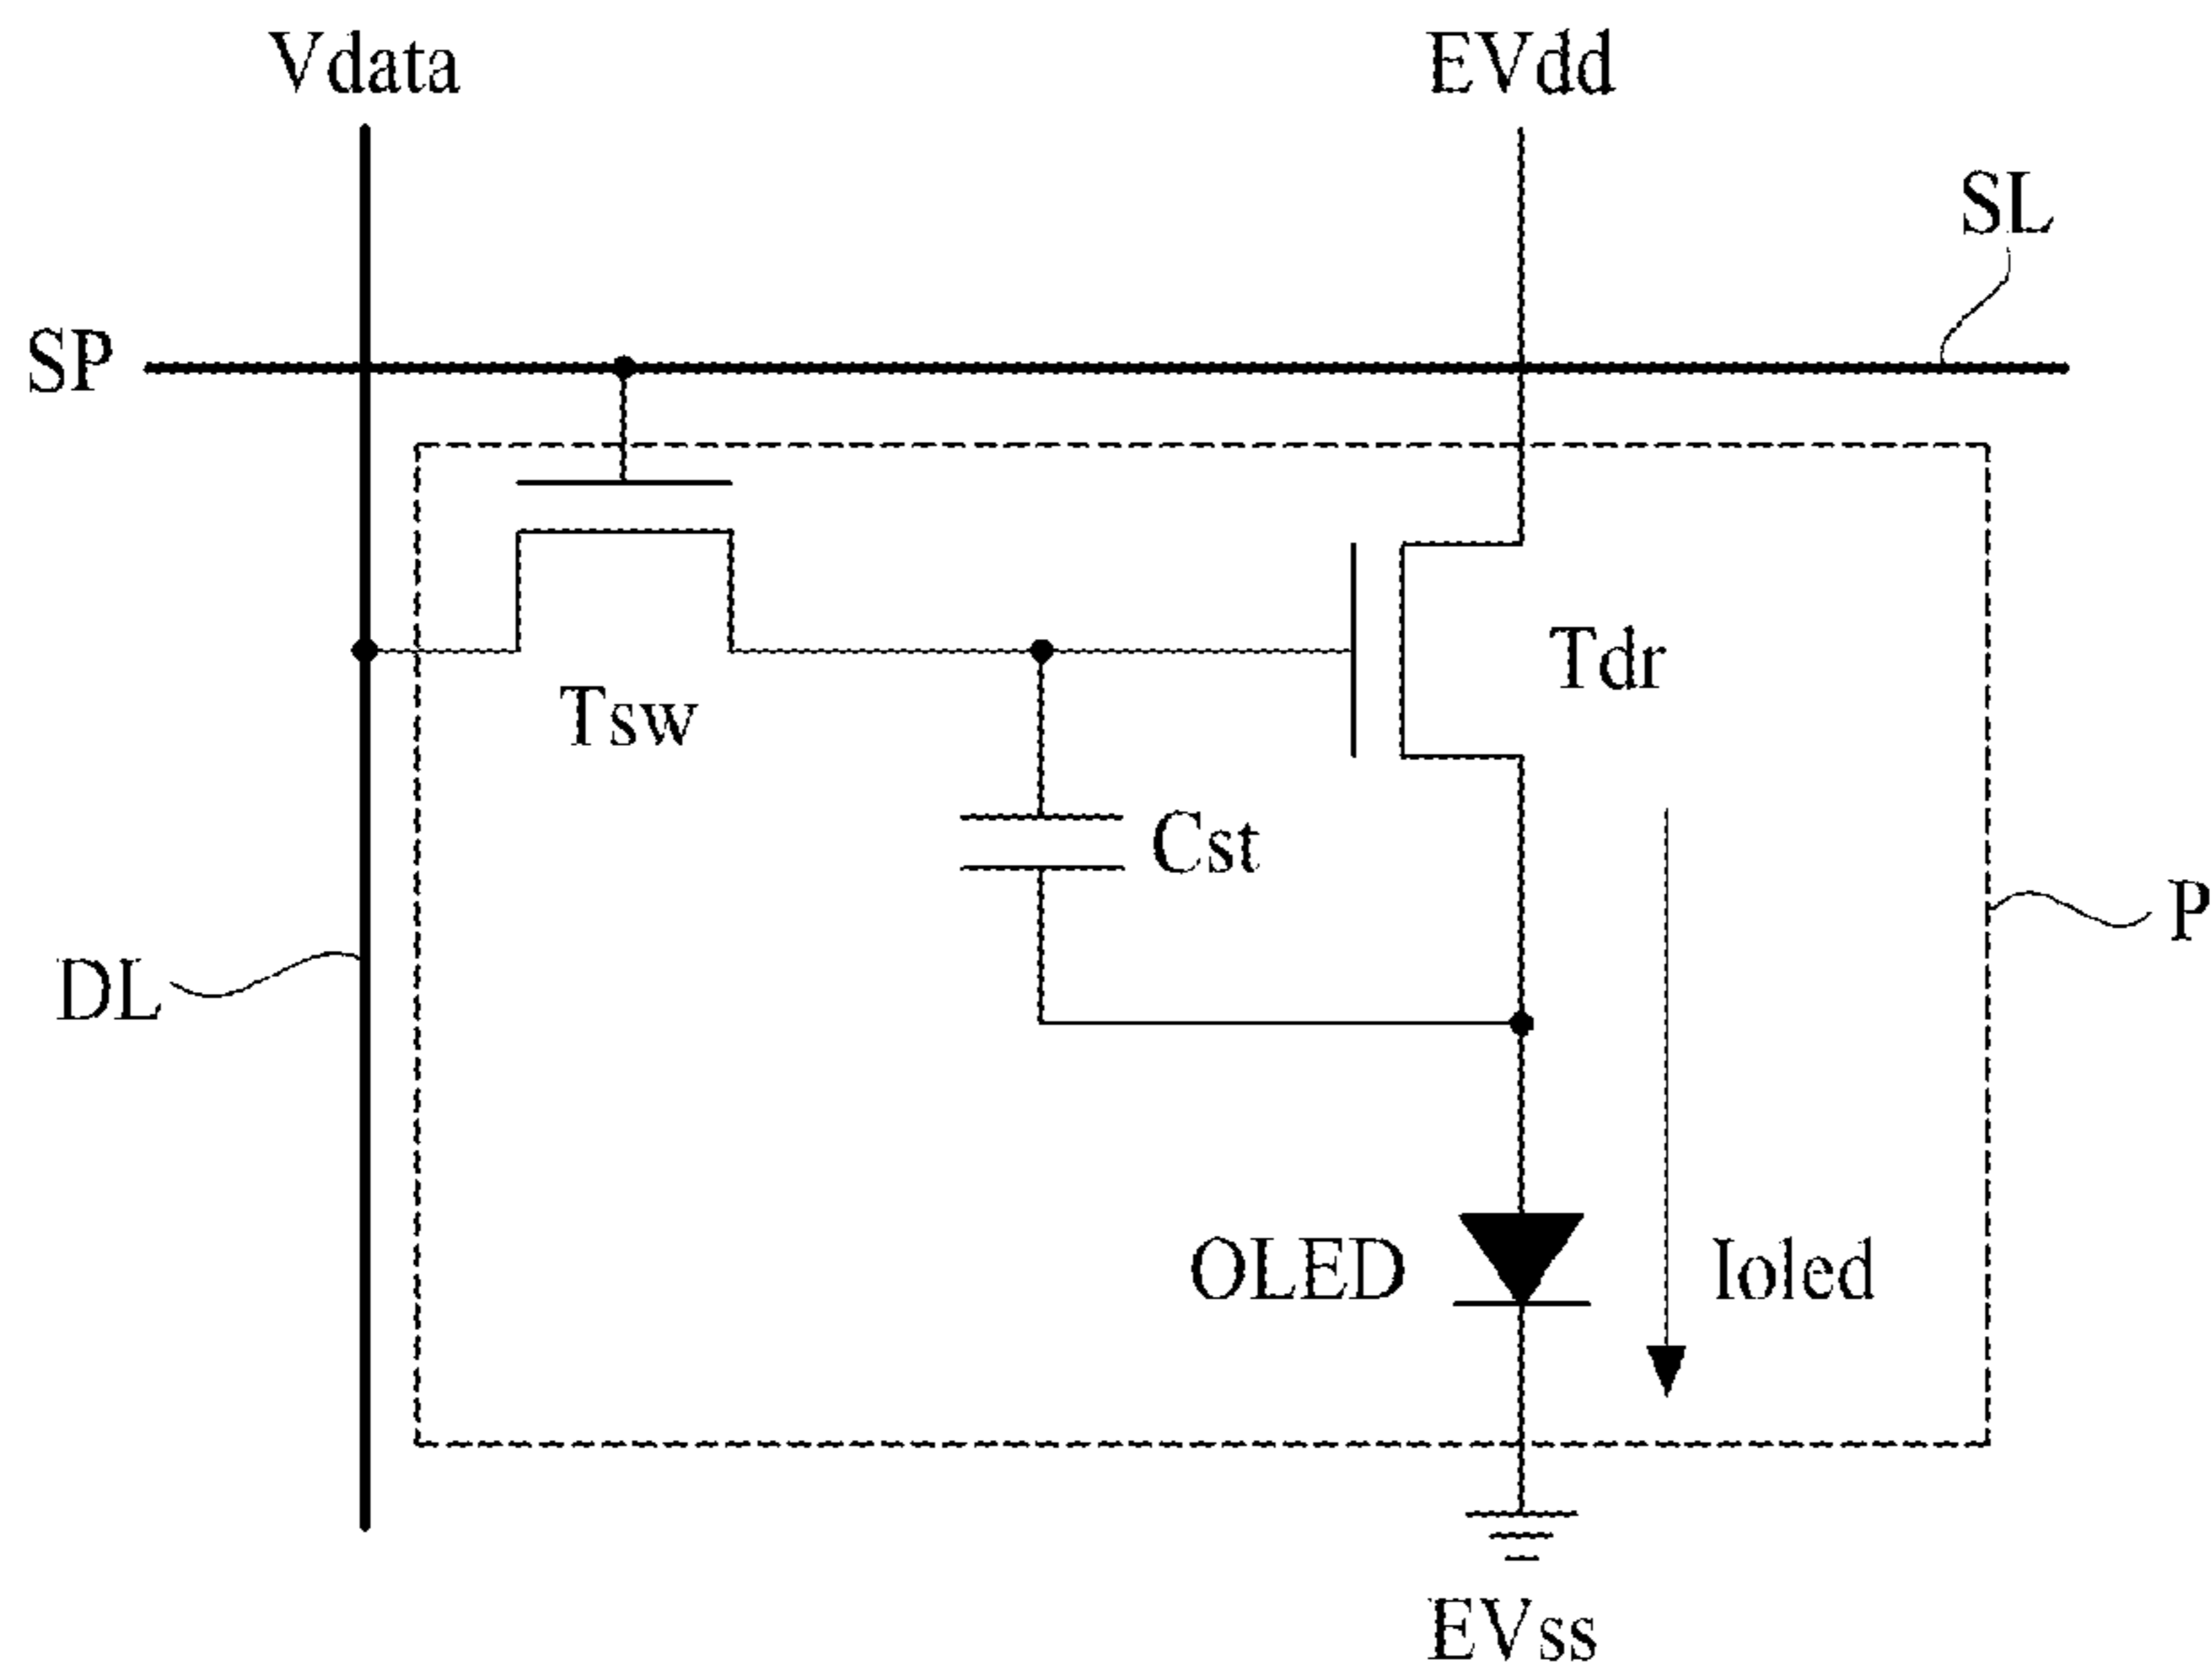 Vdata
EVdd
SL
SP
Tsw
Tdr
Cst
P
DL
OLED
Ioled
EVss